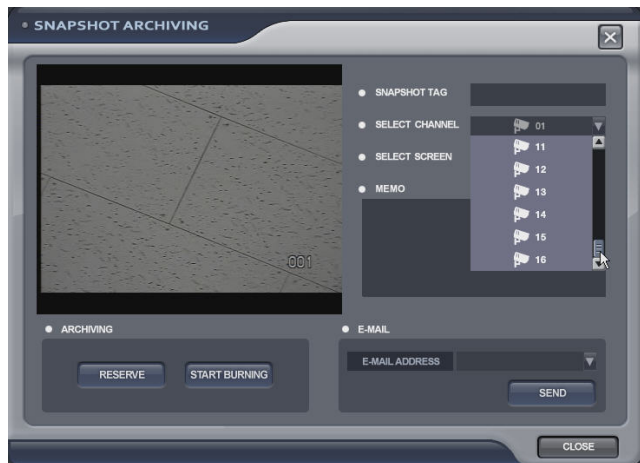 SNAPSHOT ARCHIVING
SNAPSHOT TAG
SELECT CHANNEL 01
11
SELECT SCREEN
12
MEMO
13
14
15
16
001
ARCHIVING
RESERVE START BURNING
E-MAIL
E-MAIL ADDRESS
SEND
CLOSE